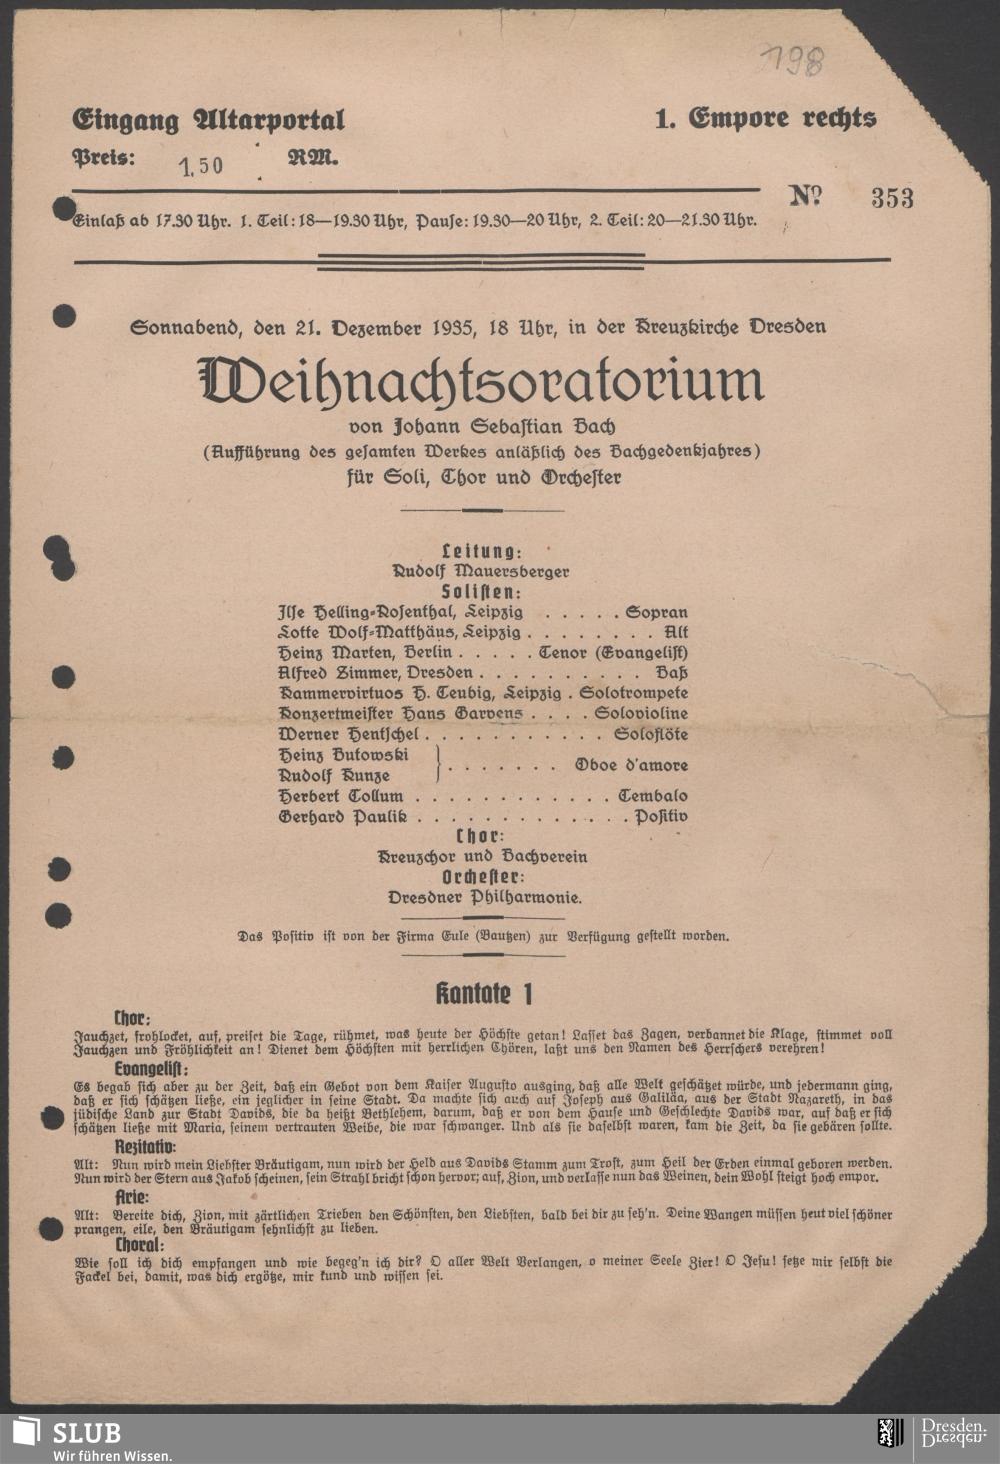 198
Eingang Altarportal 1. Empore rechts
Preis: 1,50 RM.
No 353
Einlaß ab 17.30 Uhr. 1. Teil: 18—19.30 Uhr, Pause: 19.30—20 Uhr, 2. Teil: 20—21.30 Uhr.
Sonnabend, den 21. Dezember 1935, 18 Uhr, in der Kreuzkirche Dresden
Weihnachtsoratorium
von Johann Sebastian Bach
(Aufführung des gesamten Werkes anläßlich des Bachgedenkjahres)
für Soli, Chor und Orchester
Leitung:
Rudolf Mauersberger
Solisten:
Ilse Helling-Rosenthal, Leipzig . . . . . Sopran
Lotte Wolf-Matthäus, Leipzig . . . . . . . . Alt
Heinz Marten, Berlin . . . . . Tenor (Evangelist)
Alfred Zimmer, Dresden . . . . . . . . . . Baß
Kammervirtuos H. Teubig, Leipzig . Solotrompete
Konzertmeister Hans Garvens . . . . Solovioline
Werner Hentschel . . . . . . . . . . . Soloflöte
Heinz Butowski
Rudolf Kunze } . . . . . . . Oboe d'amore
Herbert Collum . . . . . . . . . . . . Cembalo
Gerhard Paulik . . . . . . . . . . . . . Positiv
Chor:
Kreuzchor und Bachverein
Orchester:
Dresdner Philharmonie.
Das Positiv ist von der Firma Eule (Bautzen) zur Verfügung gestellt worden.
Kantate 1
Chor:
Jauchzet, frohlocket, auf, preiset die Tage, rühmet, was heute der Höchste getan! Lasset das Zagen, verbannet die Klage, stimmet voll
Jauchzen und Fröhlichkeit an! Dienet dem Höchsten mit herrlichen Chören, laßt uns den Namen des Herrschers verehren!
Evangelist:
Es begab sich aber zu der Zeit, daß ein Gebot von dem Kaiser Augusto ausging, daß alle Welt geschätzet würde, und jedermann ging,
daß er sich schätzen ließe, ein jeglicher in seine Stadt. Da machte sich auch auf Joseph aus Galiläa, aus der Stadt Nazareth, in das
jüdische Land zur Stadt Davids, die da heißt Bethlehem, darum, daß er von dem Hause und Geschlechte Davids war, auf daß er sich
schätzen ließe mit Maria, seinem vertrauten Weibe, die war schwanger. Und als sie daselbst waren, kam die Zeit, da sie gebären sollte.
Rezitativ:
Alt: Nun wird mein Liebster Bräutigam, nun wird der Held aus Davids Stamm zum Trost, zum Heil der Erden einmal geboren werden.
Nun wird der Stern aus Jakob scheinen, sein Strahl bricht schon hervor; auf, Zion, und verlasse nun das Weinen, dein Wohl steigt hoch empor.
Arie:
Alt: Bereite dich, Zion, mit zärtlichen Trieben den Schönsten, den Liebsten, bald bei dir zu seh'n. Deine Wangen müssen heut viel schöner
prangen, eile, den Bräutigam sehnlichst zu lieben.
Choral:
Wie soll ich dich empfangen und wie begeg'n ich dir? O aller Welt Verlangen, o meiner Seele Zier! O Jesu! setze mir selbst die
Fackel bei, damit, was dich ergötze, mir kund und wissen sei.
SLUB
Wir führen Wissen.
Dresden.
Dresden.